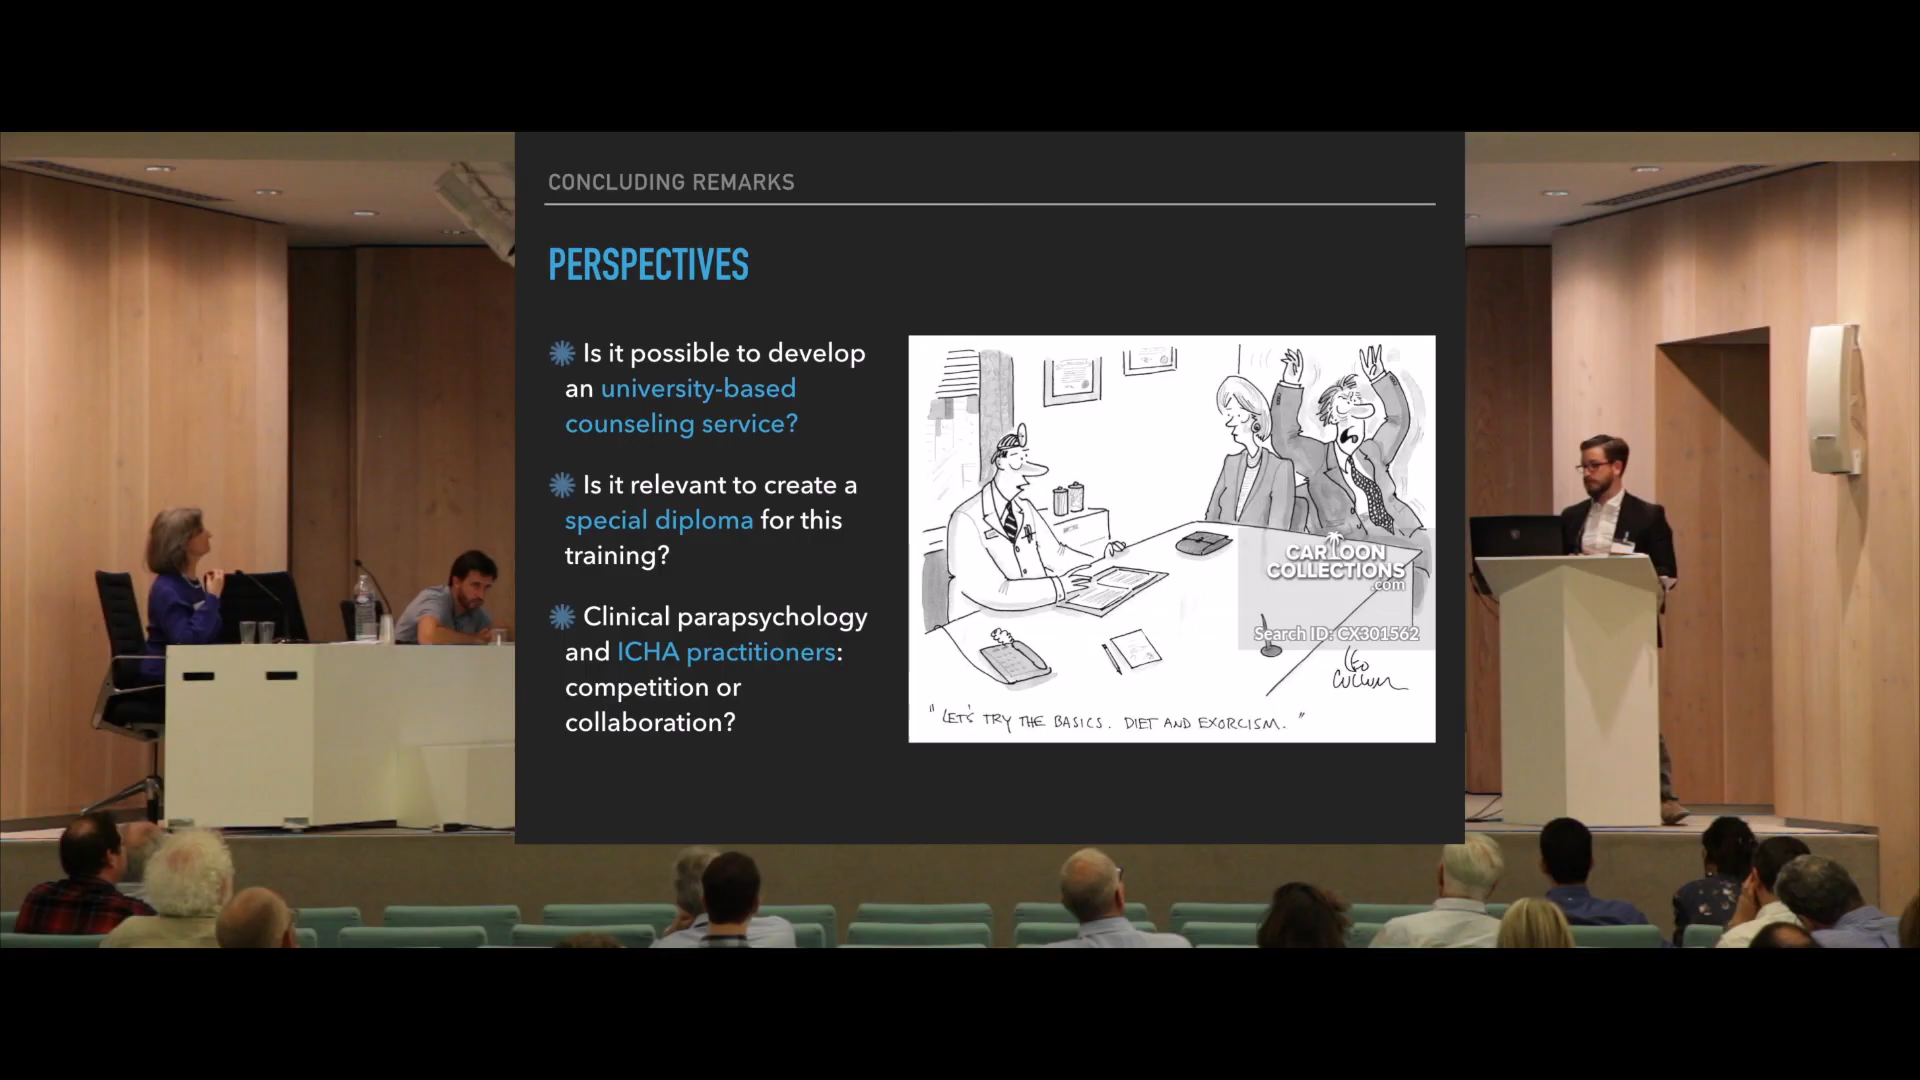 CONCLUDING REMARKS
PERSPECTIVES
Is it possible to develop
an university-based
counseling service?
Is it relevant to create a
special diploma for this
training?
Clinical parapsychology
and ICHA practitioners:
competition or
collaboration?
CARTOON
COLLECTIONS
.com
Search ID: CX301562
LEO
CULLUM
"LET'S TRY THE BASICS. DIET AND EXORCISM."